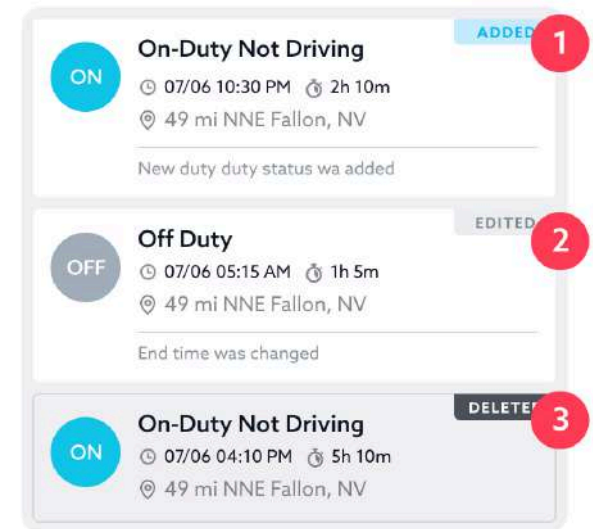 ADDED
1
On-Duty Not Driving
ON
07/06 10:30 PM 2h 10m
49 mi NNE Fallon, NV
New duty duty status wa added
EDITED
2
Off Duty
OFF
07/06 05:15 AM 1h 5m
49 mi NNE Fallon, NV
End time was changed
DELETED
3
On-Duty Not Driving
ON
07/06 04:10 PM 5h 10m
49 mi NNE Fallon, NV